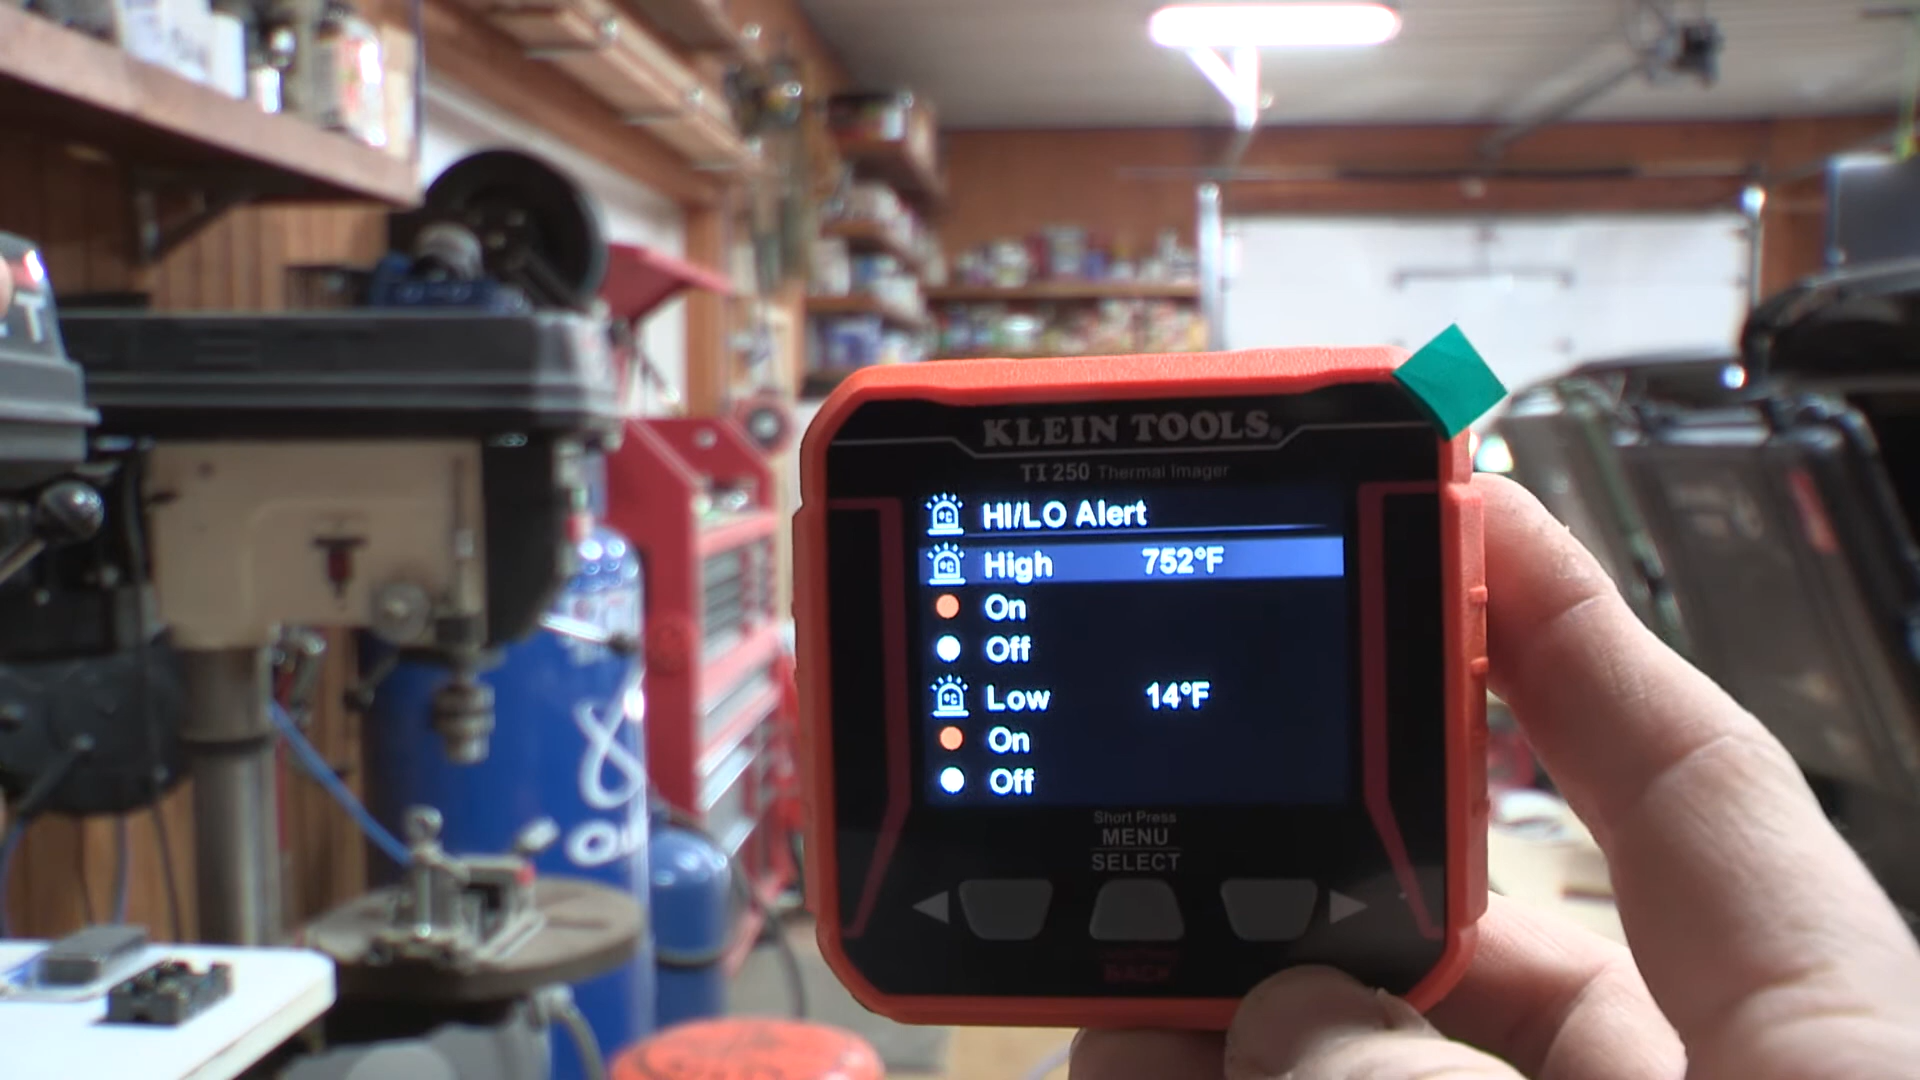 KLEIN TOOLS®
TI 250 Thermal Imager
HI/LO Alert
High 752°F
On
Off
Low 14°F
On
Off
Short Press
MENU
SELECT
BACK